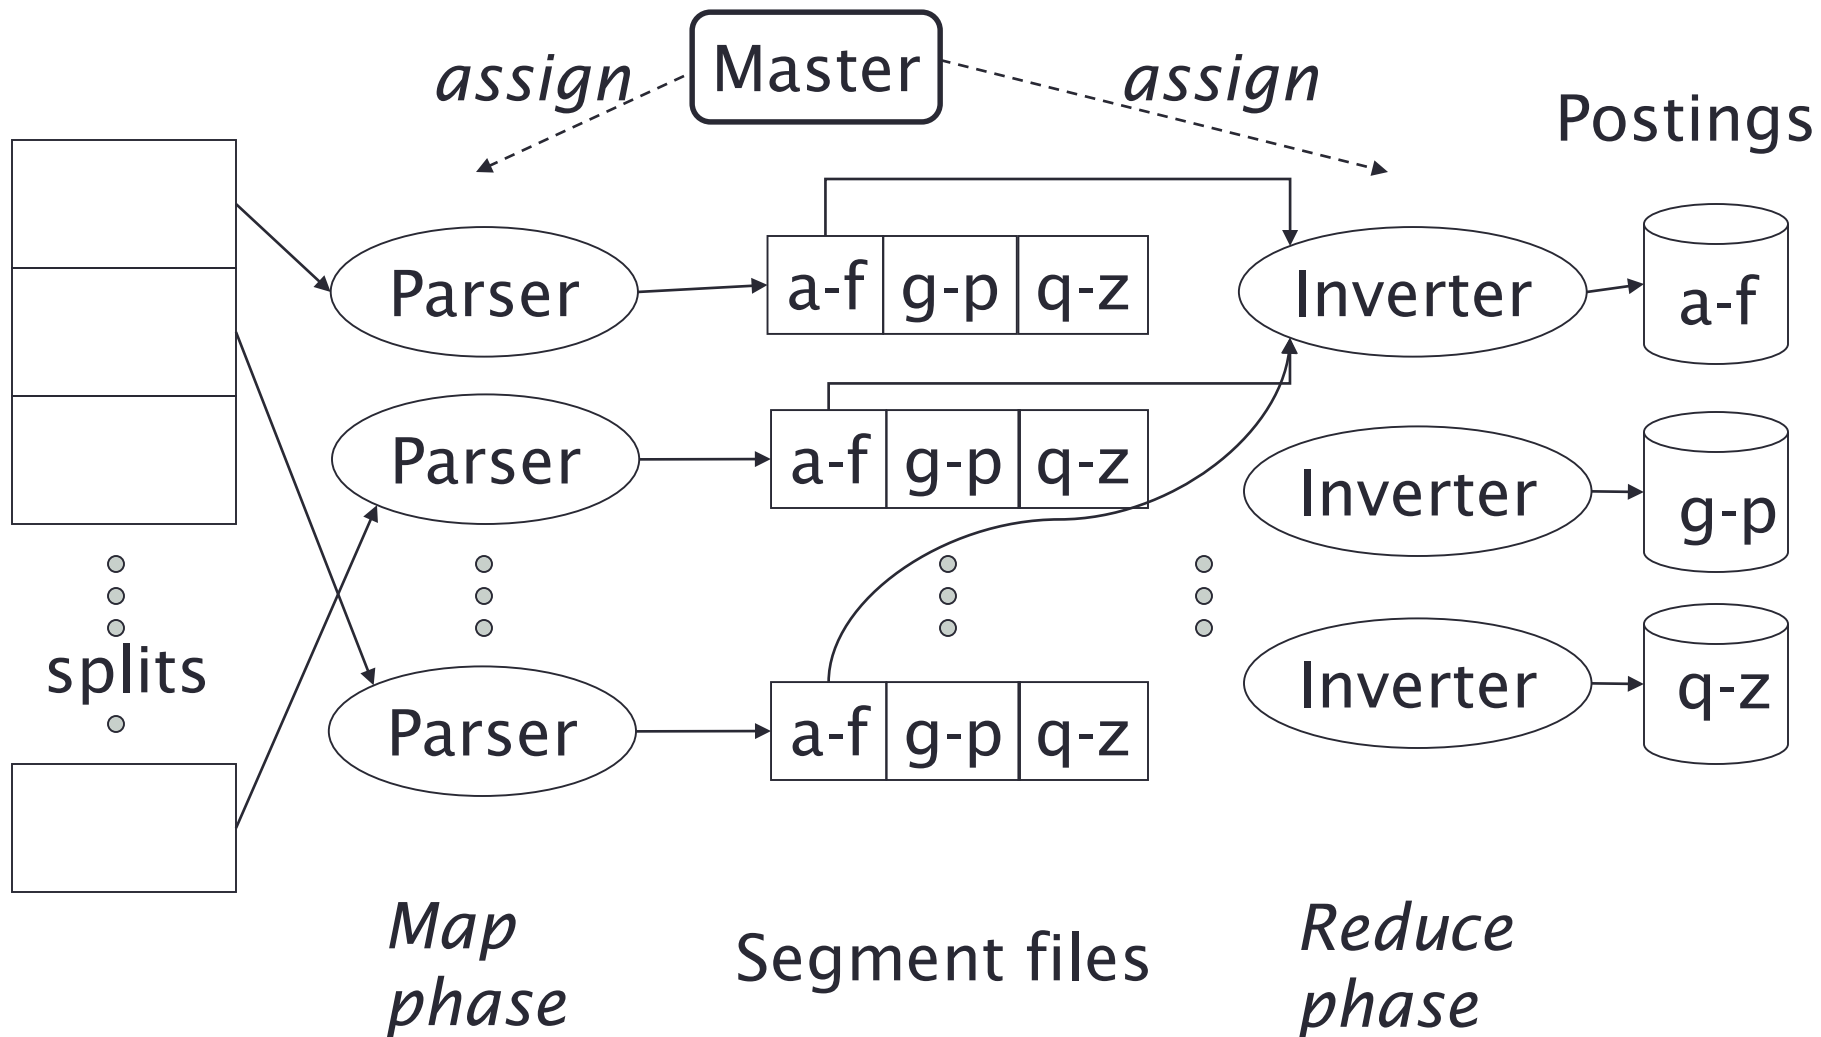 assign
Master
assign
Postings
Parser
a-f g-p q-z
Inverter
a-f
Parser
a-f g-p q-z
Inverter
g-p
splits
Parser
a-f g-p q-z
Inverter
q-z
Map
phase
Segment files
Reduce
phase